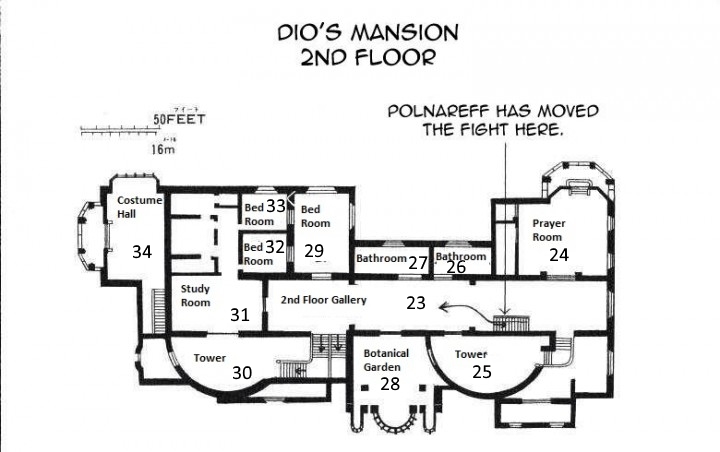 DIO'S MANSION
2ND FLOOR
POLNAREFF HAS MOVED
THE FIGHT HERE.
フィート
50FEET
メートル
16m
Costume
Hall
34
Bed 33
Room
Bed 32
Room
Bed
Room
29
Bathroom 27
Bathroom
26
Prayer
Room
24
Study
Room
31
2nd Floor Gallery
23
Tower
30
Botanical
Garden
28
Tower
25